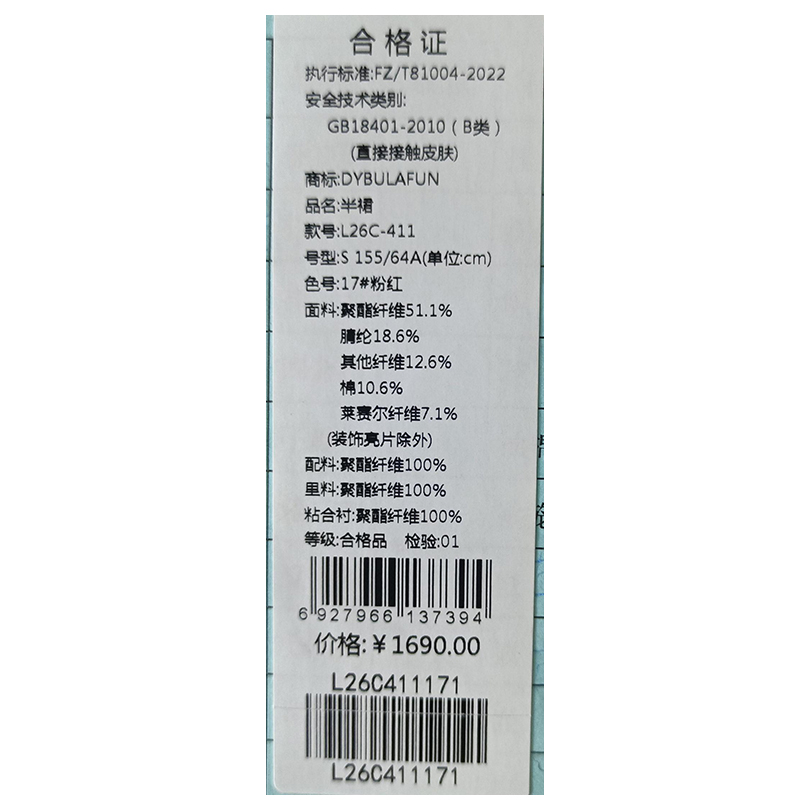 合格证
执行标准:FZ/T81004-2022
安全技术类别:
GB18401-2010（B类）
(直接接触皮肤)
商标:DYBULAFUN
品名:半裙
款号:L26C-411
号型:S 155/64A(单位:cm)
色号:17#粉红
面料:聚酯纤维51.1%
腈纶18.6%
其他纤维12.6%
棉10.6%
莱赛尔纤维7.1%
(装饰亮片除外)
配料:聚酯纤维100%
里料:聚酯纤维100%
粘合衬:聚酯纤维100%
等级:合格品 检验:01
6 927966 137394
价格:￥1690.00
L26C411171
L26C411171